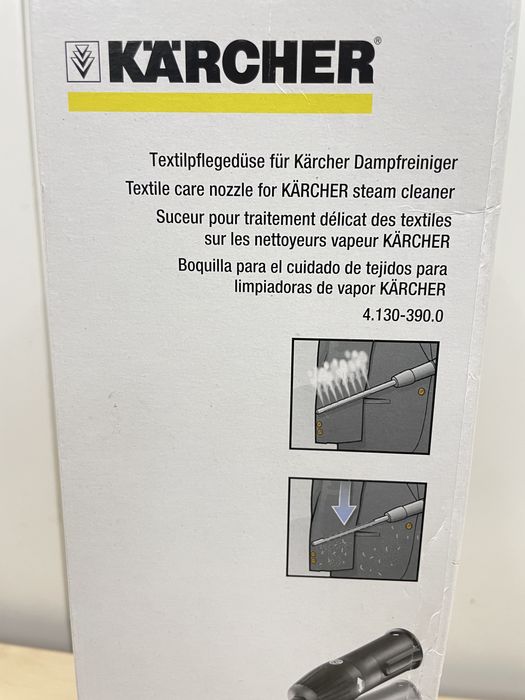 KÄRCHER®
Textilpflegedüse für Kärcher Dampfreiniger
Textile care nozzle for KÄRCHER steam cleaner
Suceur pour traitement délicat des textiles
sur les nettoyeurs vapeur KÄRCHER
Boquilla para el cuidado de tejidos para
limpiadoras de vapor KÄRCHER
4.130-390.0